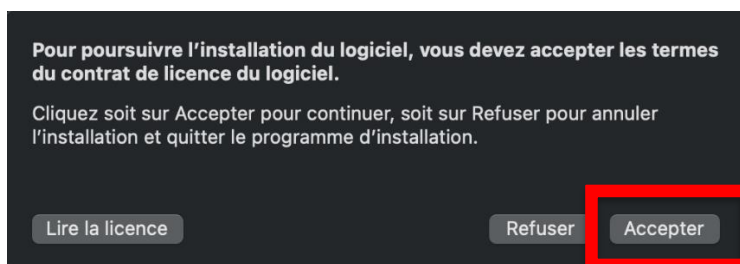 Pour poursuivre l’installation du logiciel, vous devez accepter les termes
du contrat de licence du logiciel.
Cliquez soit sur Accepter pour continuer, soit sur Refuser pour annuler
l’installation et quitter le programme d’installation.
Lire la licence
Refuser
Accepter